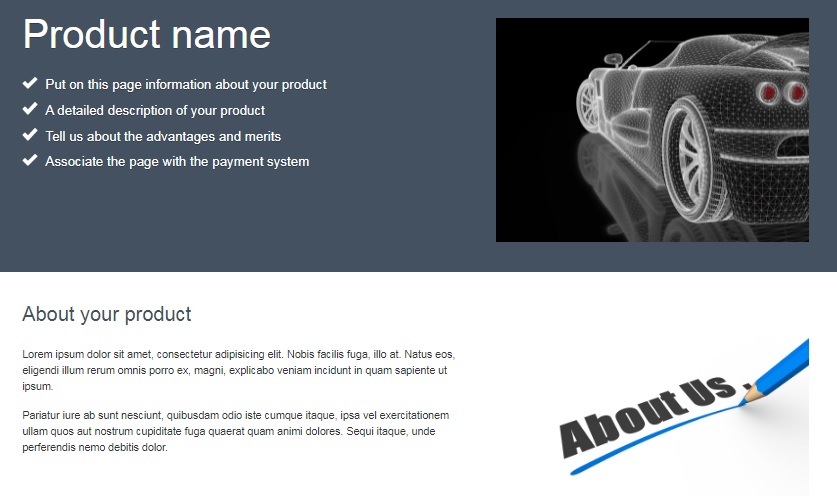 Product name
Put on this page information about your product
A detailed description of your product
Tell us about the advantages and merits
Associate the page with the payment system
About your product
Lorem ipsum dolor sit amet, consectetur adipisicing elit. Nobis facilis fuga, illo at. Natus eos,
eligendi illum rerum omnis porro ex, magni, explicabo veniam incidunt in quam sapiente ut
ipsum.
Pariatur iure ab sunt nesciunt, quibusdam odio iste cumque itaque, ipsa vel exercitationem
ullam quos aut nostrum cupiditate fuga quaerat quam animi dolores. Sequi itaque, unde
perferendis nemo debitis dolor.
About Us .